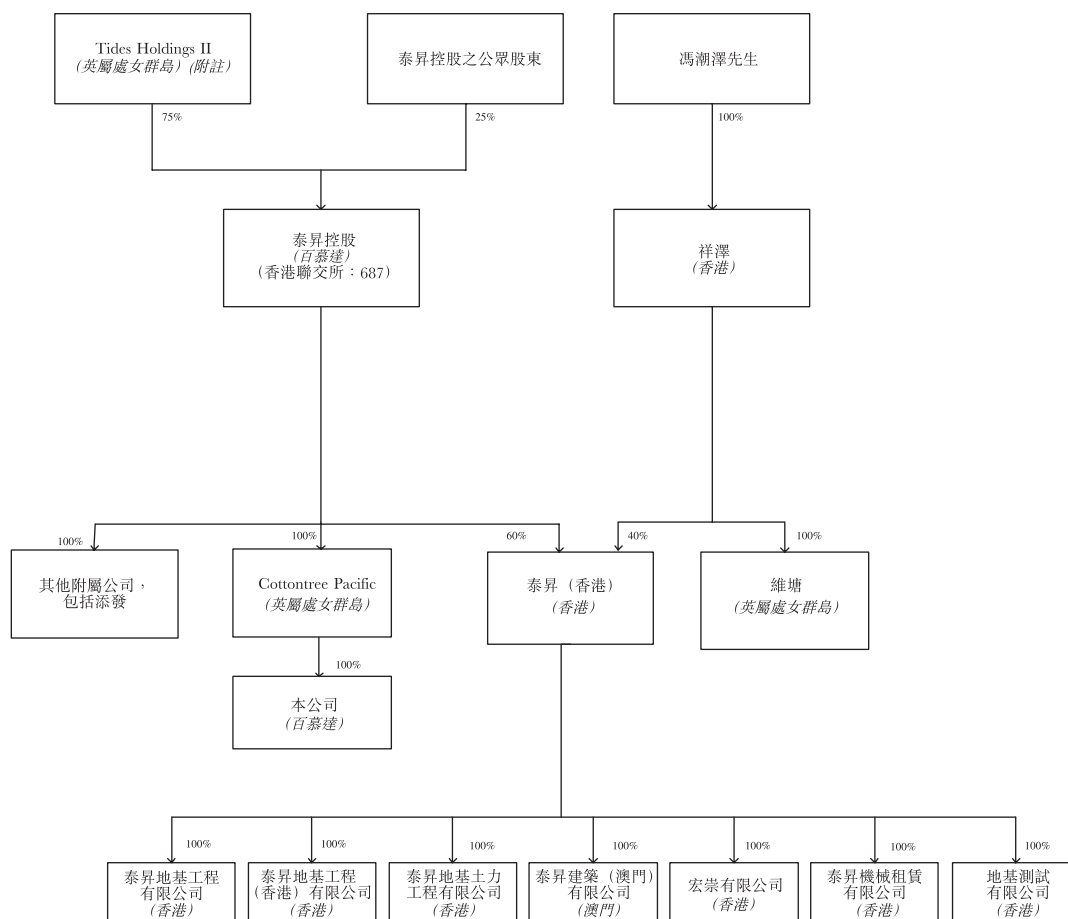 Tides Holdings II
(英屬處女群島) (附註)
泰昇控股之公眾股東
馮潮澤先生
75%
25%
100%
泰昇控股
(百慕達)
(香港聯交所：687)
祥澤
(香港)
100%
100%
60%
40%
100%
其他附屬公司，
包括添發
Cottontree Pacific
(英屬處女群島)
泰昇（香港）
(香港)
維塘
(英屬處女群島)
100%
本公司
(百慕達)
100%
100%
100%
100%
100%
100%
100%
泰昇地基工程
有限公司
(香港)
泰昇地基工程
(香港) 有限公司
(香港)
泰昇地基土力
工程有限公司
(香港)
泰昇建築 (澳門)
有限公司
(澳門)
宏崇有限公司
(香港)
泰昇機械租賃
有限公司
(香港)
地基測試
有限公司
(香港)